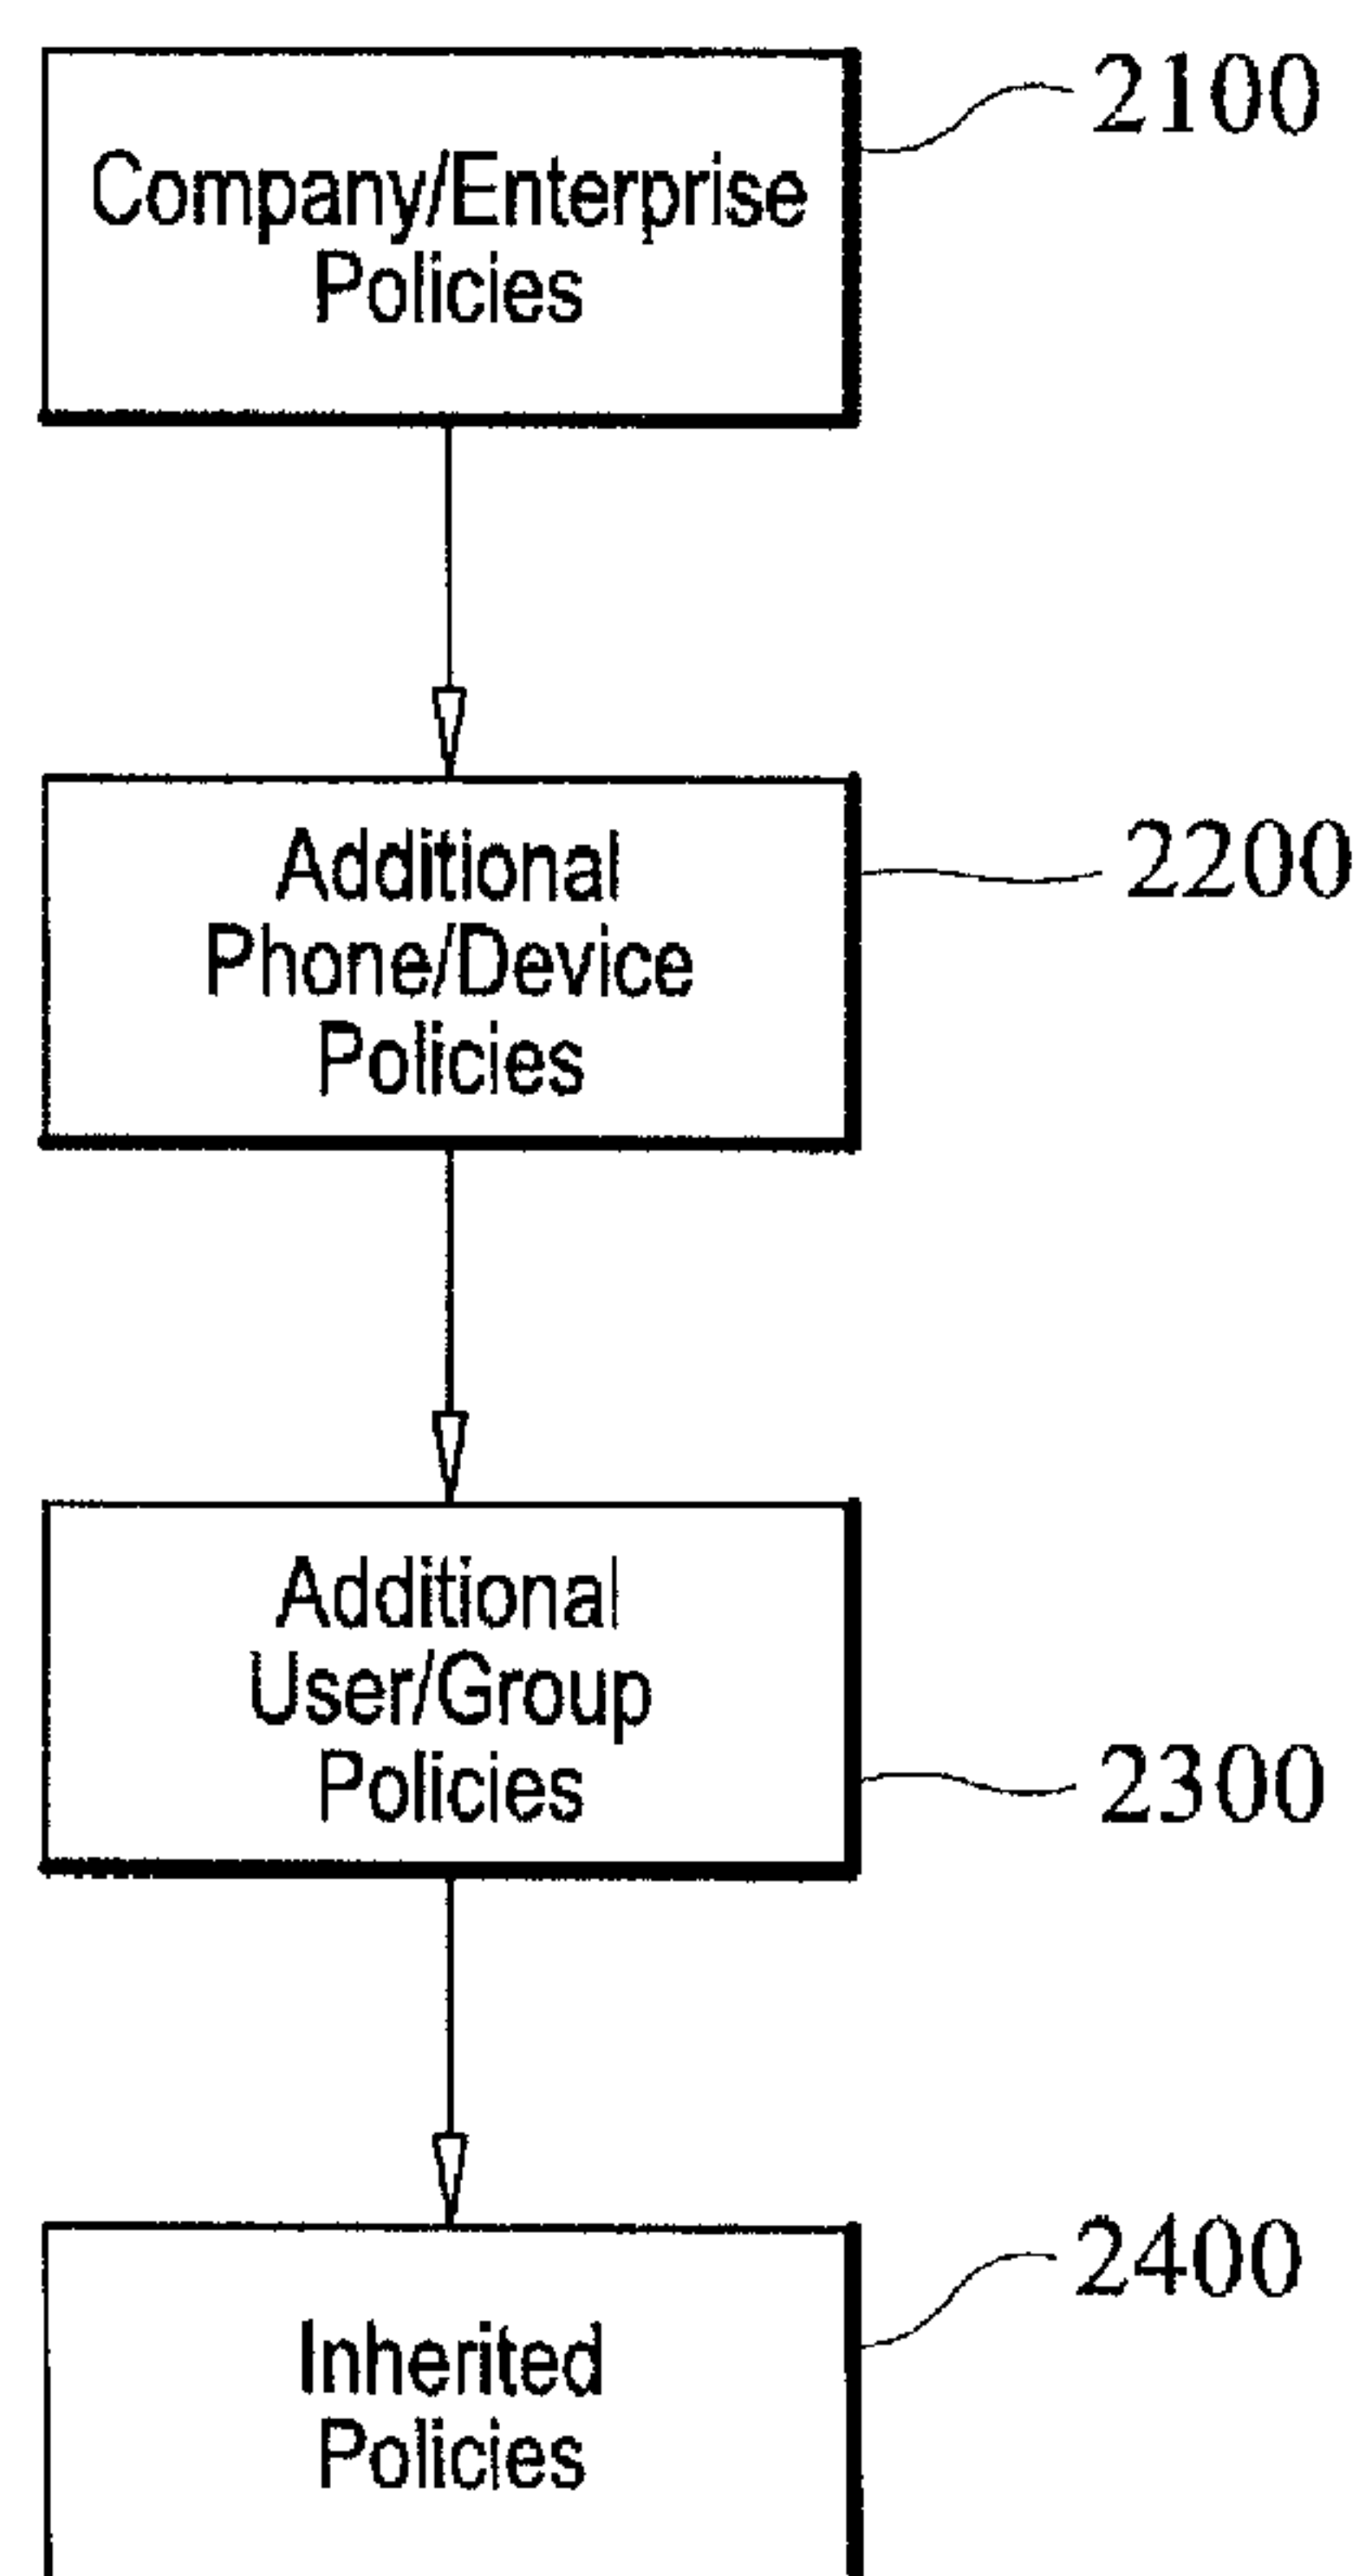 2100
Company/Enterprise
Policies
Additional
2200
Phone/Device
Policies
Additional
User/Group
Policies
2300
2400
Inherited
Policies